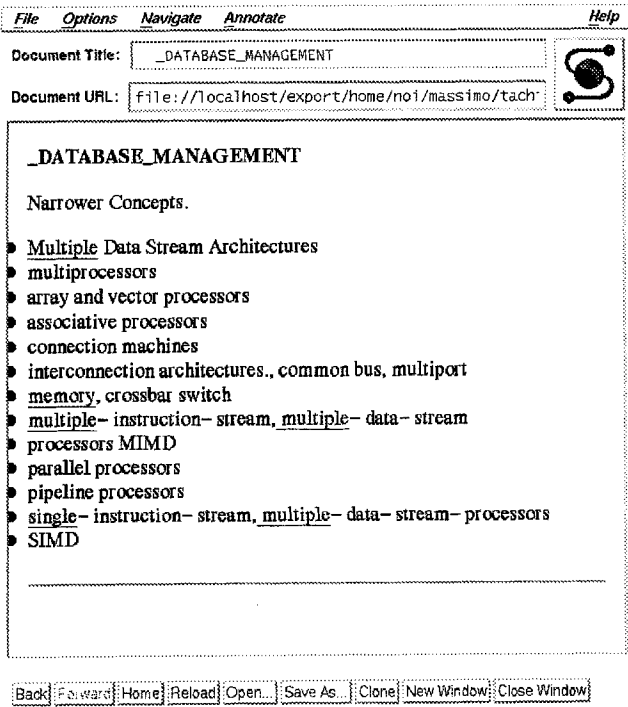 File Options Navigate Annotate Help
Document Title: _DATABASE_MANAGEMENT
Document URL: file://localhost/export/home/noi/massimo/tach
_DATABASE_MANAGEMENT
Narrower Concepts.
Multiple Data Stream Architectures
multiprocessors
array and vector processors
associative processors
connection machines
interconnection architectures., common bus, multiport
memory, crossbar switch
multiple- instruction- stream, multiple- data- stream
processors MIMD
parallel processors
pipeline processors
single- instruction- stream, multiple- data- stream- processors
SIMD
Back Forward Home Reload Open... Save As... Clone New Window Close Window